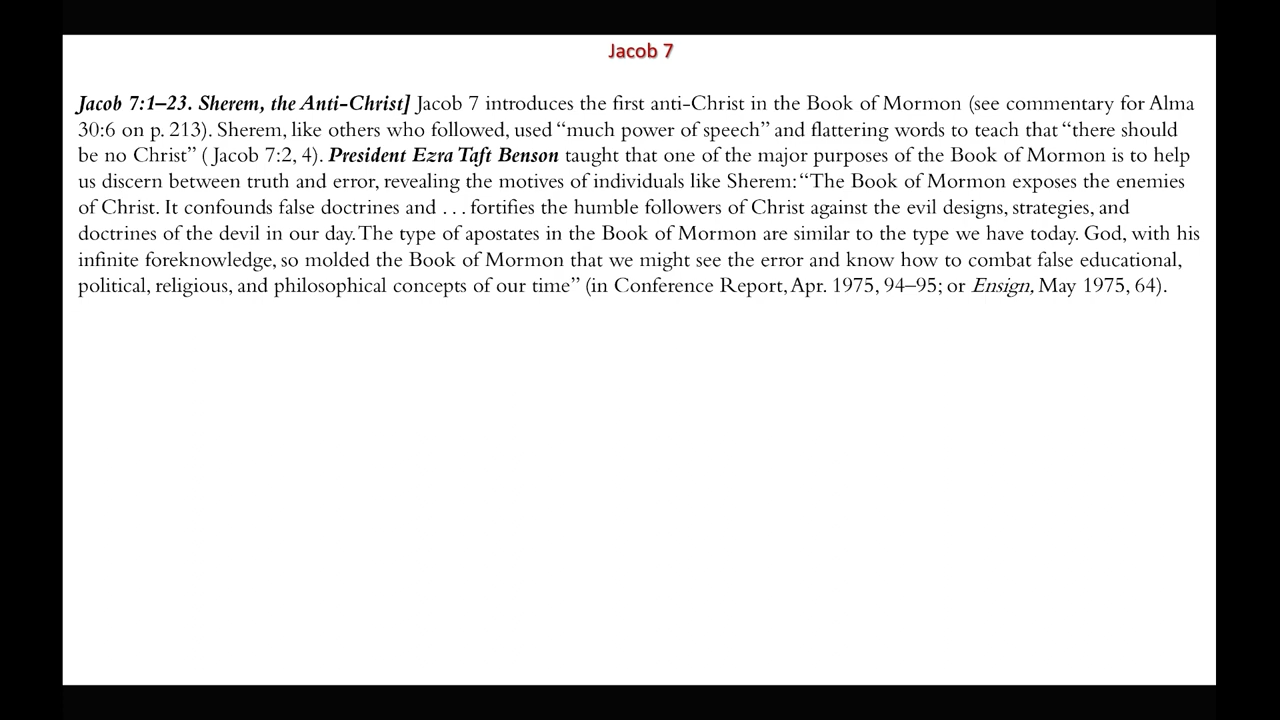 Jacob 7
Jacob 7:1–23. Sherem, the Anti-Christ] Jacob 7 introduces the first anti-Christ in the Book of Mormon (see commentary for Alma
30:6 on p. 213). Sherem, like others who followed, used “much power of speech” and flattering words to teach that “there should
be no Christ” ( Jacob 7:2, 4). President Ezra Taft Benson taught that one of the major purposes of the Book of Mormon is to help
us discern between truth and error, revealing the motives of individuals like Sherem: “The Book of Mormon exposes the enemies
of Christ. It confounds false doctrines and . . . fortifies the humble followers of Christ against the evil designs, strategies, and
doctrines of the devil in our day. The type of apostates in the Book of Mormon are similar to the type we have today. God, with his
infinite foreknowledge, so molded the Book of Mormon that we might see the error and know how to combat false educational,
political, religious, and philosophical concepts of our time” (in Conference Report, Apr. 1975, 94–95; or Ensign, May 1975, 64).